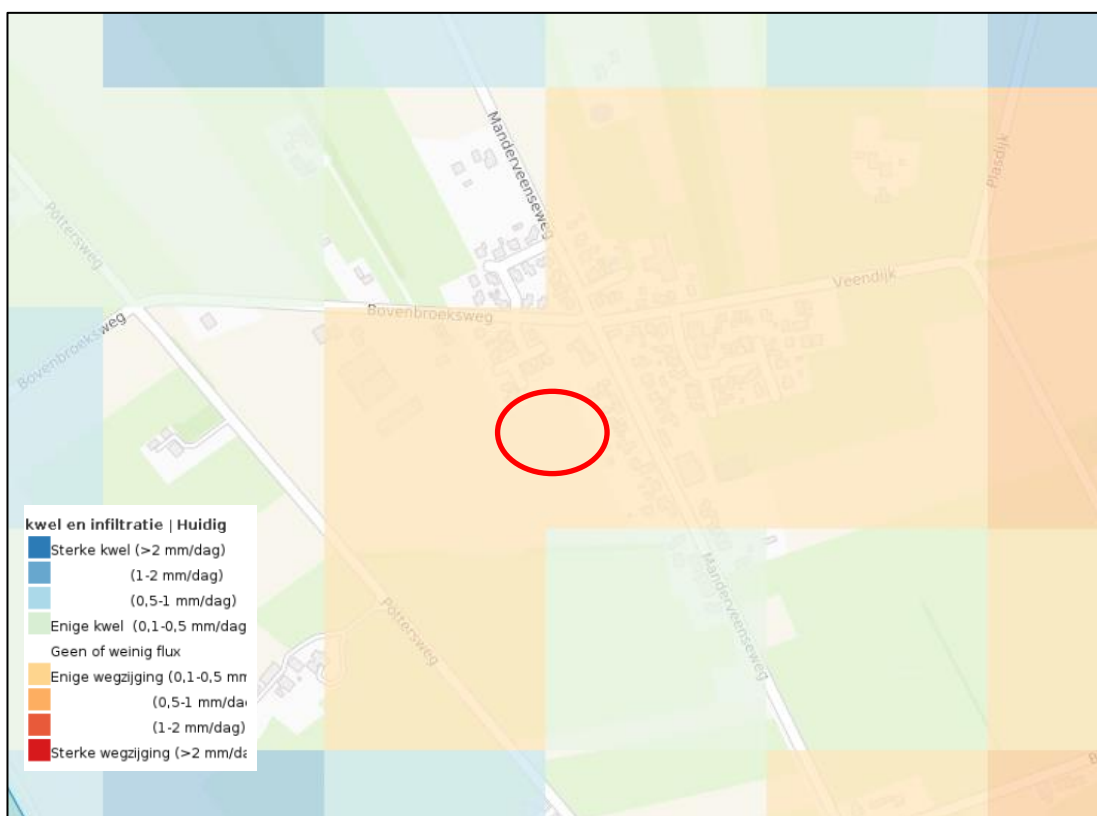 Manderveenseweg
Plasdijk
Pottersweg
Veendijk
Bovenbroeksweg
Bovenbroeksweg
kwel en infiltratie | Huidig
Sterke kwel (>2 mm/dag)
(1-2 mm/dag)
(0,5-1 mm/dag)
Enige kwel (0,1-0,5 mm/dag
Geen of weinig flux
Enige wegzijging (0,1-0,5 mm
(0,5-1 mm/da
(1-2 mm/dag)
Sterke wegzijging (>2 mm/da
Pottersweg
Manderveenseweg
B